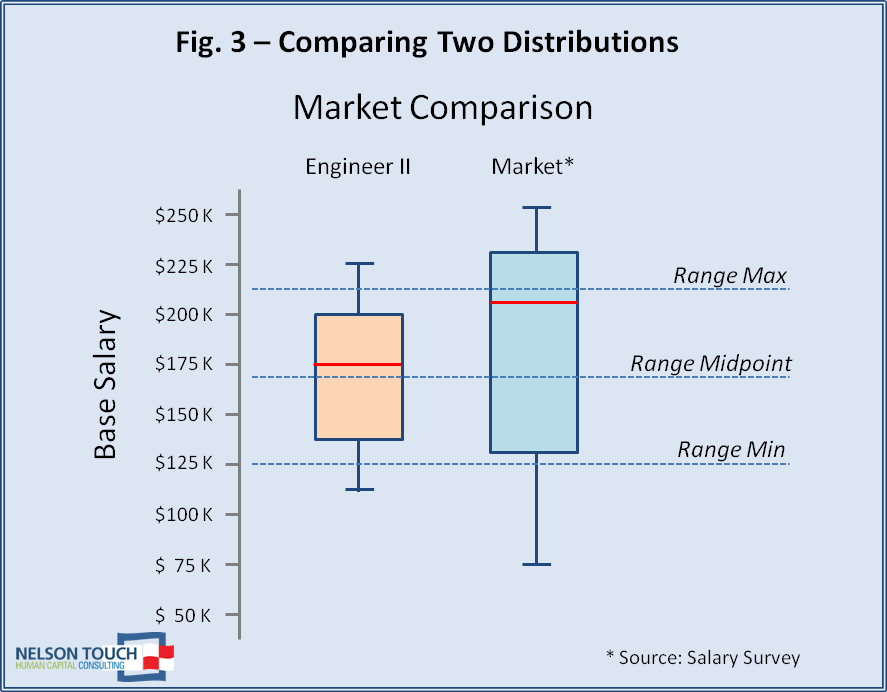 Fig. 3 – Comparing Two Distributions
Market Comparison
Engineer II
Market*
$250 K
$225 K
$200 K
$175 K
$150 K
$125 K
$100 K
$ 75 K
$ 50 K
Base Salary
Range Max
Range Midpoint
Range Min
NELSON TOUCH
HUMAN CAPITAL CONSULTING
* Source: Salary Survey